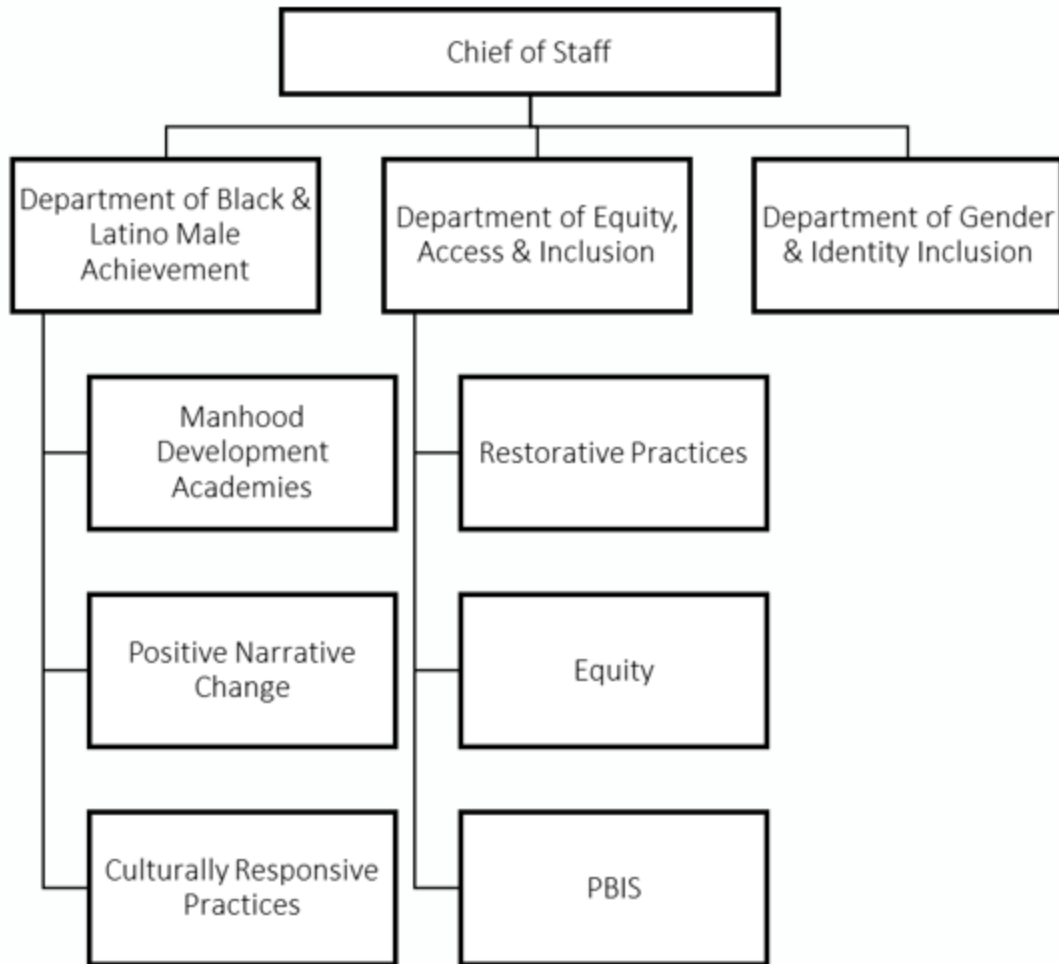 Chief of Staff
Department of Black &
Latino Male
Achievement
Department of Equity,
Access & Inclusion
Department of Gender
& Identity Inclusion
Manhood
Development
Academies
Restorative Practices
Positive Narrative
Change
Equity
Culturally Responsive
Practices
PBIS